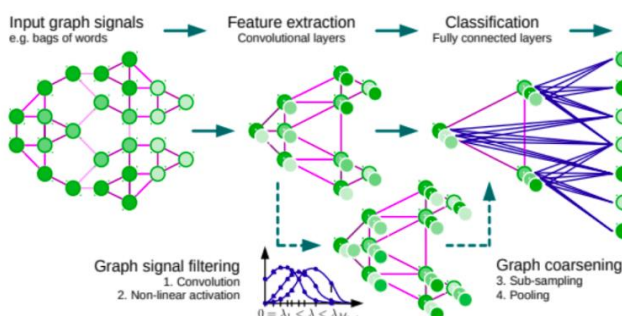 Input graph signals
e.g. bags of words
Feature extraction
Convolutional layers
Classification
Fully connected layers
Graph signal filtering
1. Convolution
2. Non-linear activation
Graph coarsening
3. Sub-sampling
4. Pooling